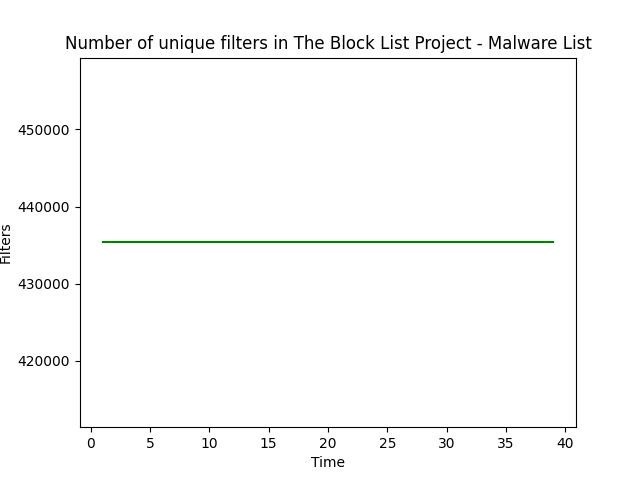 Number of unique filters in The Block List Project - Malware List
450000
440000
430000
420000
Filters
0 5 10 15 20 25 30 35 40
Time